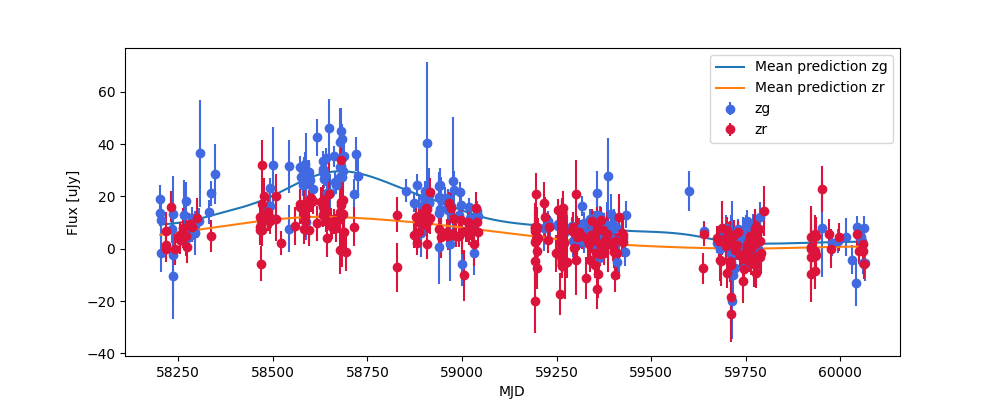 Mean prediction zg
Mean prediction zr
zg
zr
Flux [uJy]
60
40
20
0
−20
−40
58250
58500
58750
59000
59250
59500
59750
60000
MJD